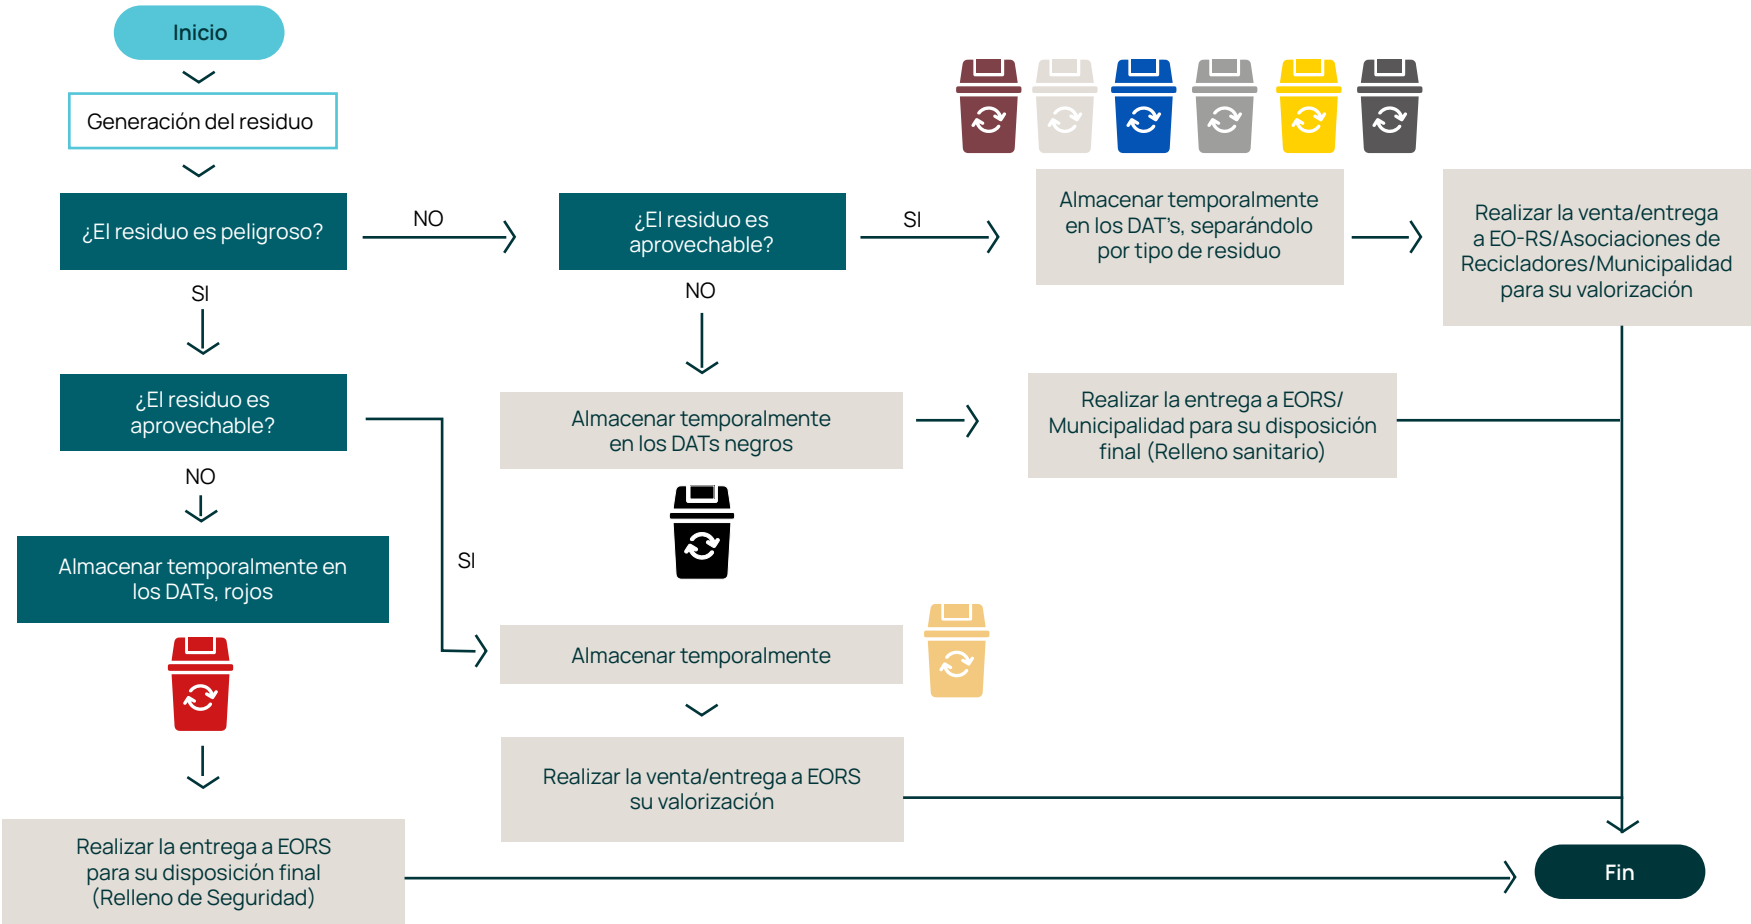 Inicio
Generación del residuo
¿El residuo es peligroso?
NO
¿El residuo es
aprovechable?
SI
Almacenar temporalmente
en los DAT's, separándolo
por tipo de residuo
Realizar la venta/entrega
a EO-RS/Asociaciones de
Recicladores/Municipalidad
para su valorización
SI
NO
¿El residuo es
aprovechable?
Almacenar temporalmente
en los DATs negros
Realizar la entrega a EORS/
Municipalidad para su disposición
final (Relleno sanitario)
NO
SI
Almacenar temporalmente en
los DATs, rojos
Almacenar temporalmente
Realizar la venta/entrega a EORS
su valorización
Realizar la entrega a EORS
para su disposición final
(Relleno de Seguridad)
Fin